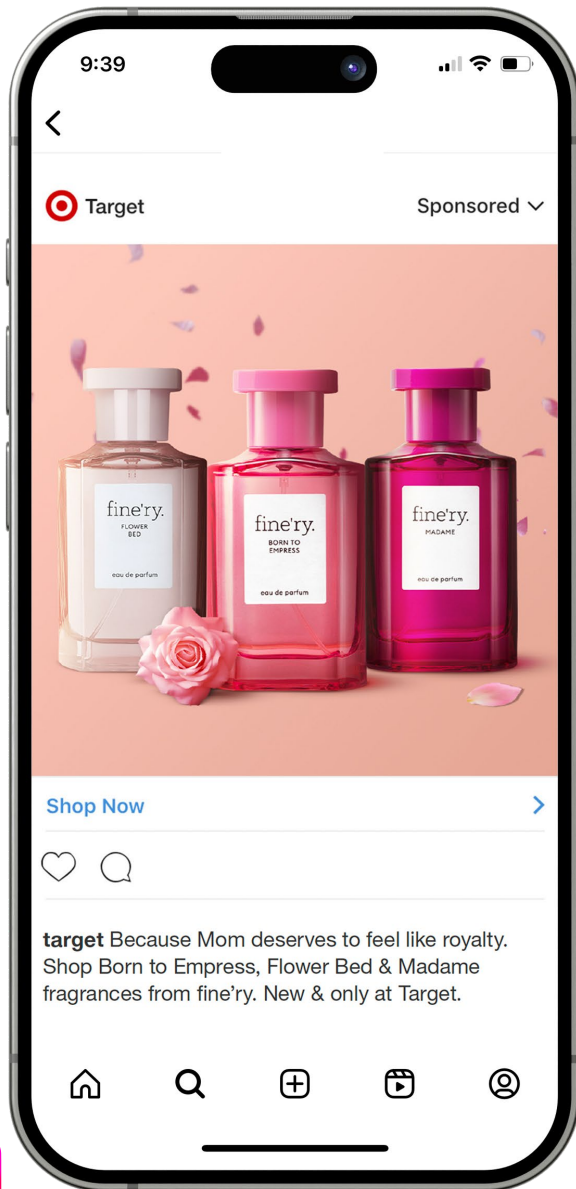 9:39
Target
Sponsored
fine'ry.
FLOWER
BED
eau de parfum
fine'ry.
BORN TO
EMPRESS
eau de parfum
fine'ry.
MADAME
eau de parfum
Shop Now
target Because Mom deserves to feel like royalty.
Shop Born to Empress, Flower Bed & Madame
fragrances from fine’ry. New & only at Target.